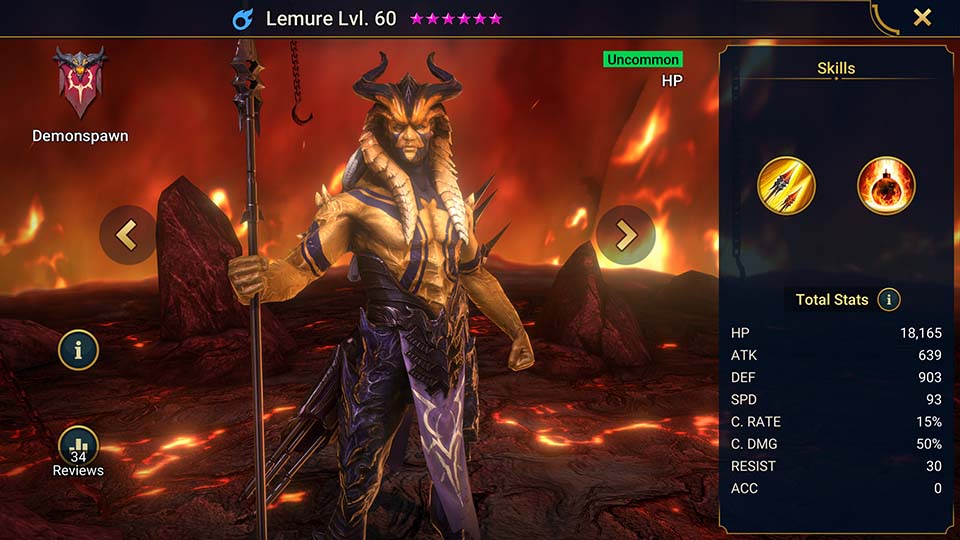 Lemure Lvl. 60
Demonspawn
Uncommon
HP
Skills
Total Stats
i
HP 18,165
ATK 639
DEF 903
SPD 93
C. RATE 15%
C. DMG 50%
RESIST 30
ACC 0
i
34
Reviews